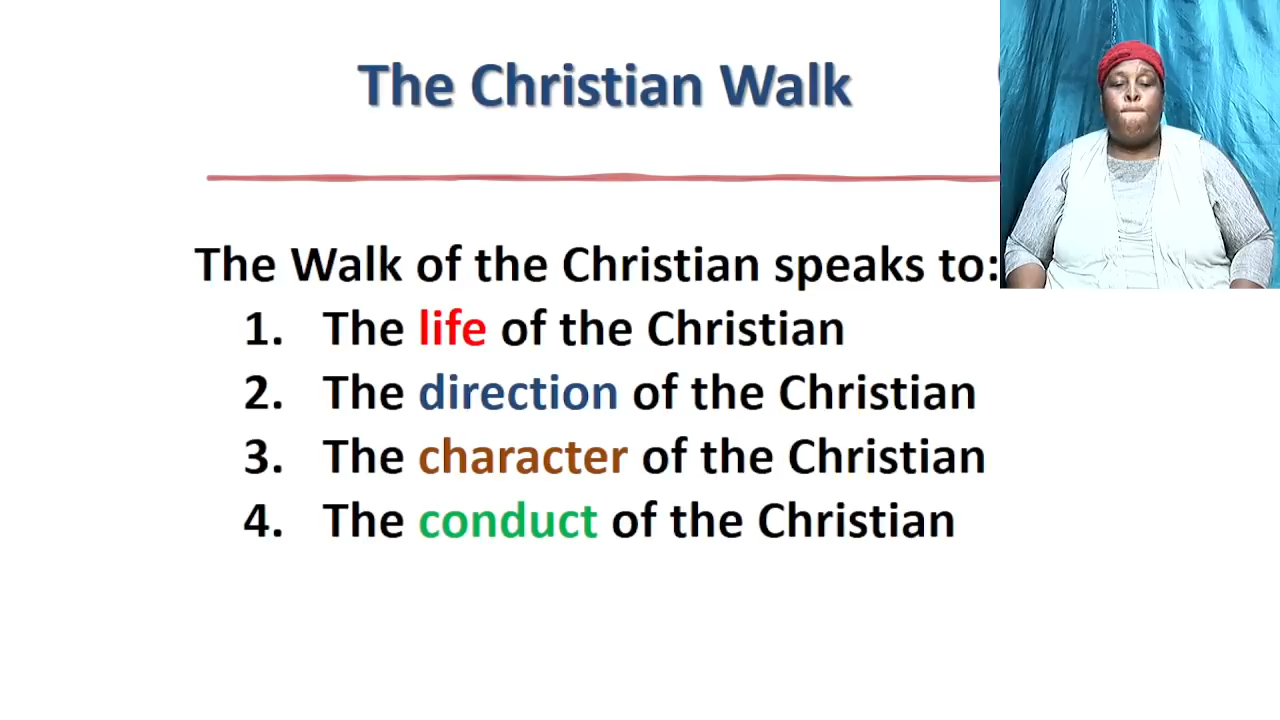 The Christian Walk
The Walk of the Christian speaks to:
1. The life of the Christian
2. The direction of the Christian
3. The character of the Christian
4. The conduct of the Christian